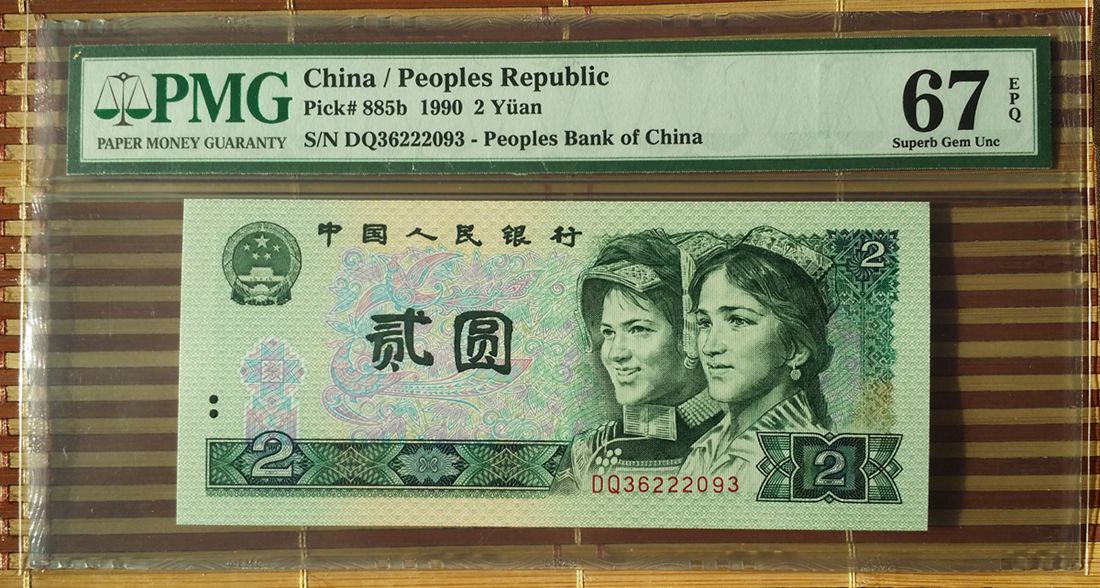 PMG
PAPER MONEY GUARANTY
China / Peoples Republic
Pick# 885b 1990 2 Yüan
S/N DQ36222093 - Peoples Bank of China
67
EPQ
Superb Gem Unc
中国人民银行
2
贰圆
2
DQ36222093
2